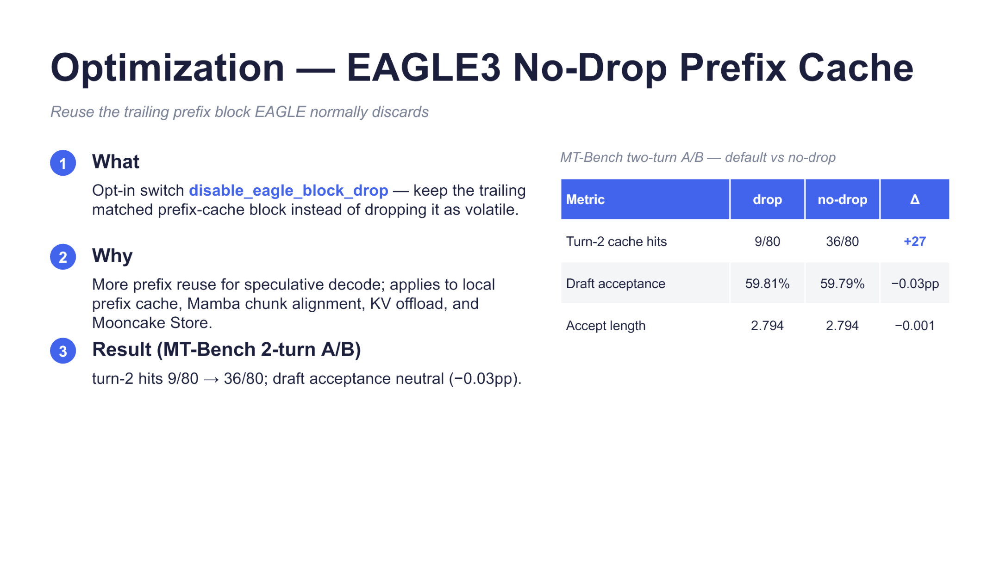 Optimization — EAGLE3 No-Drop Prefix Cache
Reuse the trailing prefix block EAGLE normally discards
1 What
Opt-in switch disable_eagle_block_drop — keep the trailing
matched prefix-cache block instead of dropping it as volatile.
2 Why
More prefix reuse for speculative decode; applies to local
prefix cache, Mamba chunk alignment, KV offload, and
Mooncake Store.
3 Result (MT-Bench 2-turn A/B)
turn-2 hits 9/80 → 36/80; draft acceptance neutral (−0.03pp).
MT-Bench two-turn A/B — default vs no-drop
Metric drop no-drop Δ
Turn-2 cache hits 9/80 36/80 +27
Draft acceptance 59.81% 59.79% −0.03pp
Accept length 2.794 2.794 −0.001